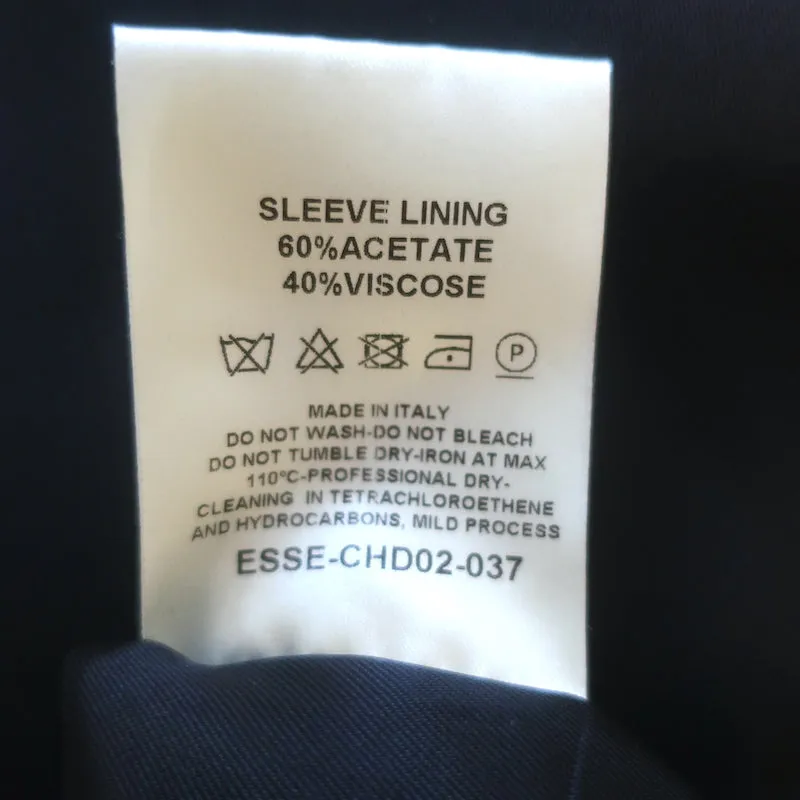 SLEEVE LINING
60%ACETATE
40%VISCOSE
P
MADE IN ITALY
DO NOT WASH-DO NOT BLEACH
DO NOT TUMBLE DRY-IRON AT MAX
110°C-PROFESSIONAL DRY-
CLEANING IN TETRACHLOROETHENE
AND HYDROCARBONS, MILD PROCESS
ESSE-CHD02-037